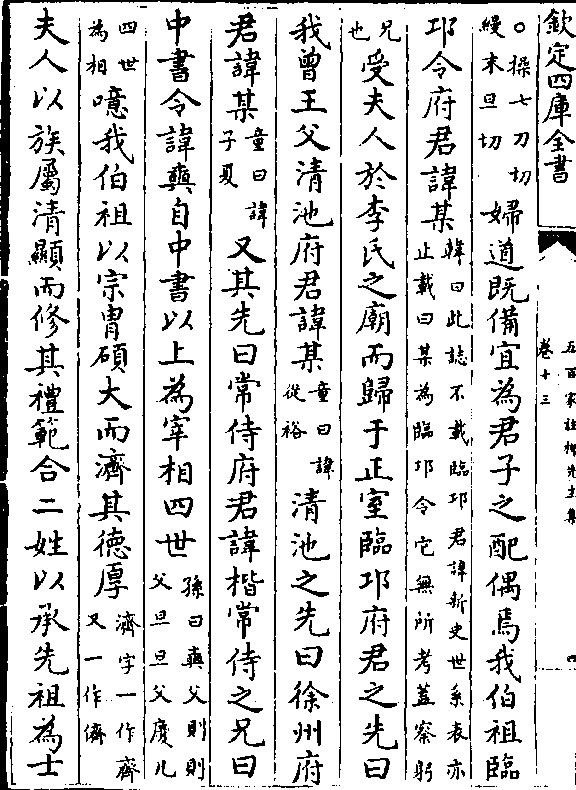 欽定四庫全書
五百家註柳先生集
卷十三
四
○操七刀切縵末旦切婦道既備宜為君子之配偶焉我伯祖臨
邛令府君諱某韓曰此誌不載臨邛君諱新史世系表亦止載曰某為臨邛令它無所考蓋察躬
兄也受夫人於李氏之廟而歸于正室臨邛府君之先曰
我曾王父清池府君諱某童曰諱從裕清池之先曰徐州府
君諱某童曰諱子夏又其先曰常侍府君諱楷常侍之兄曰
中書令諱奭自中書以上為宰相四世孫曰奭父則則父旦旦父慶凡
四世為相噫我伯祖以宗胄碩大而濟其德厚濟字一作齊又一作儕
夫人以族屬清顯而修其禮範合二姓以承先祖為士